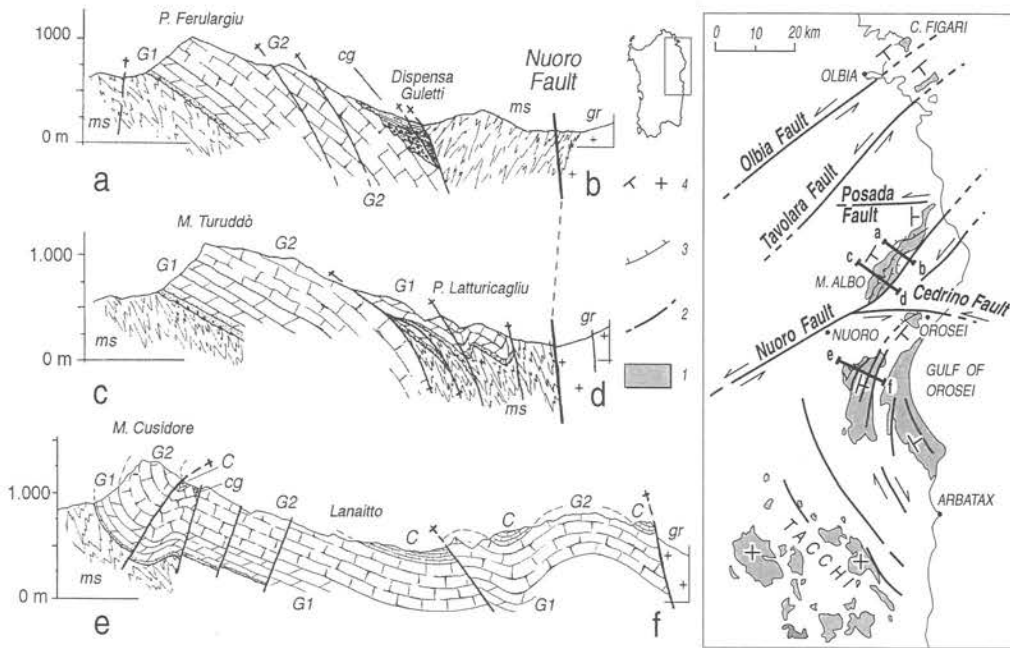 P. Ferulargiu
1000
G1
G2
cg
Dispensa
Guletti
Nuoro
Fault
ms
gr
ms
0 m
a
G2
b
M. Turuddò
1.000
G1
G2
G1
P. Latturicagliu
gr
ms
0 m
c
ms
d
M. Cusidore
G2
C
cg
G1
1.000
G2
Lanaitto
C
C
G2
C
gr
ms
0 m
G1
G1
e
f
4
3
2
1
0 10 20 km
C. FIGARI
OLBIA
Olbia Fault
Tavolara Fault
Posada
Fault
a
b
c
d
M. ALBO
Cedrino Fault
Nuoro Fault
NUORO
OROSEI
e
f
GULF OF
OROSEI
ARBATAX
TACCHI